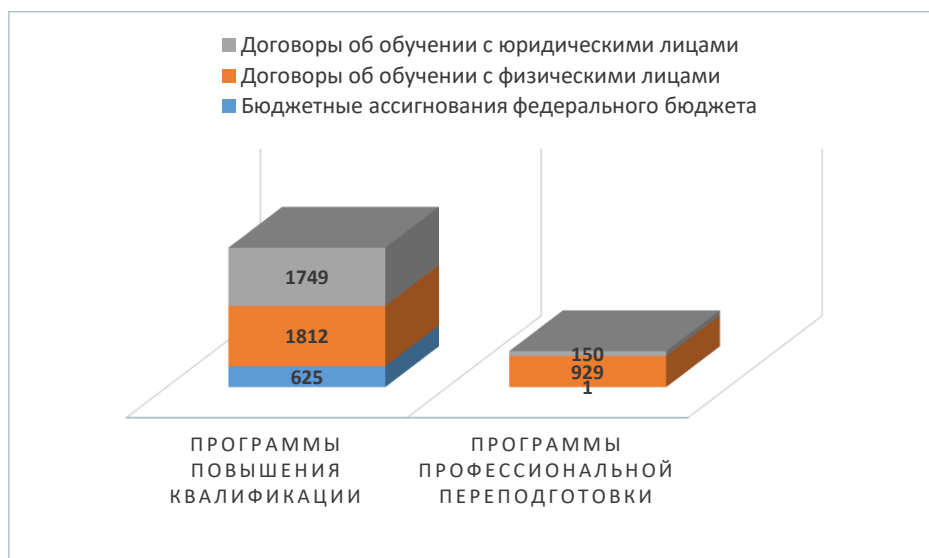 Договоры об обучении с юридическими лицами
Договоры об обучении с физическими лицами
Бюджетные ассигнования федерального бюджета
1749
1812
625
150
929
1
ПРОГРАММЫ
ПОВЫШЕНИЯ
КВАЛИФИКАЦИИ
ПРОГРАММЫ
ПРОФЕССИОНАЛЬНОЙ
ПЕРЕПОДГОТОВКИ